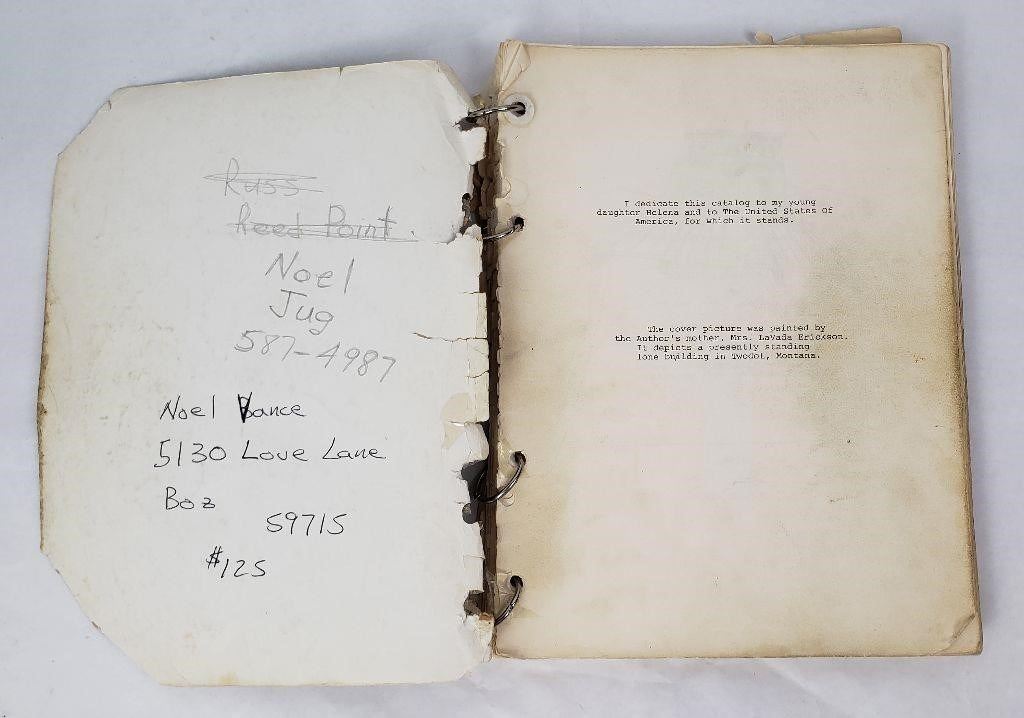 Russ
Reed Point.
Noel
Jug
587-4987
Noel Vance
5130 Love Lane
Boz
59715
#125
I dedicate this catalog to my young
daughter Helena and to The United States Of
America, for which it stands.
The cover picture was painted by
the Author's mother, Mrs. LaVada Erickson.
It depicts a presently standing
lone building in Twodot, Montana.